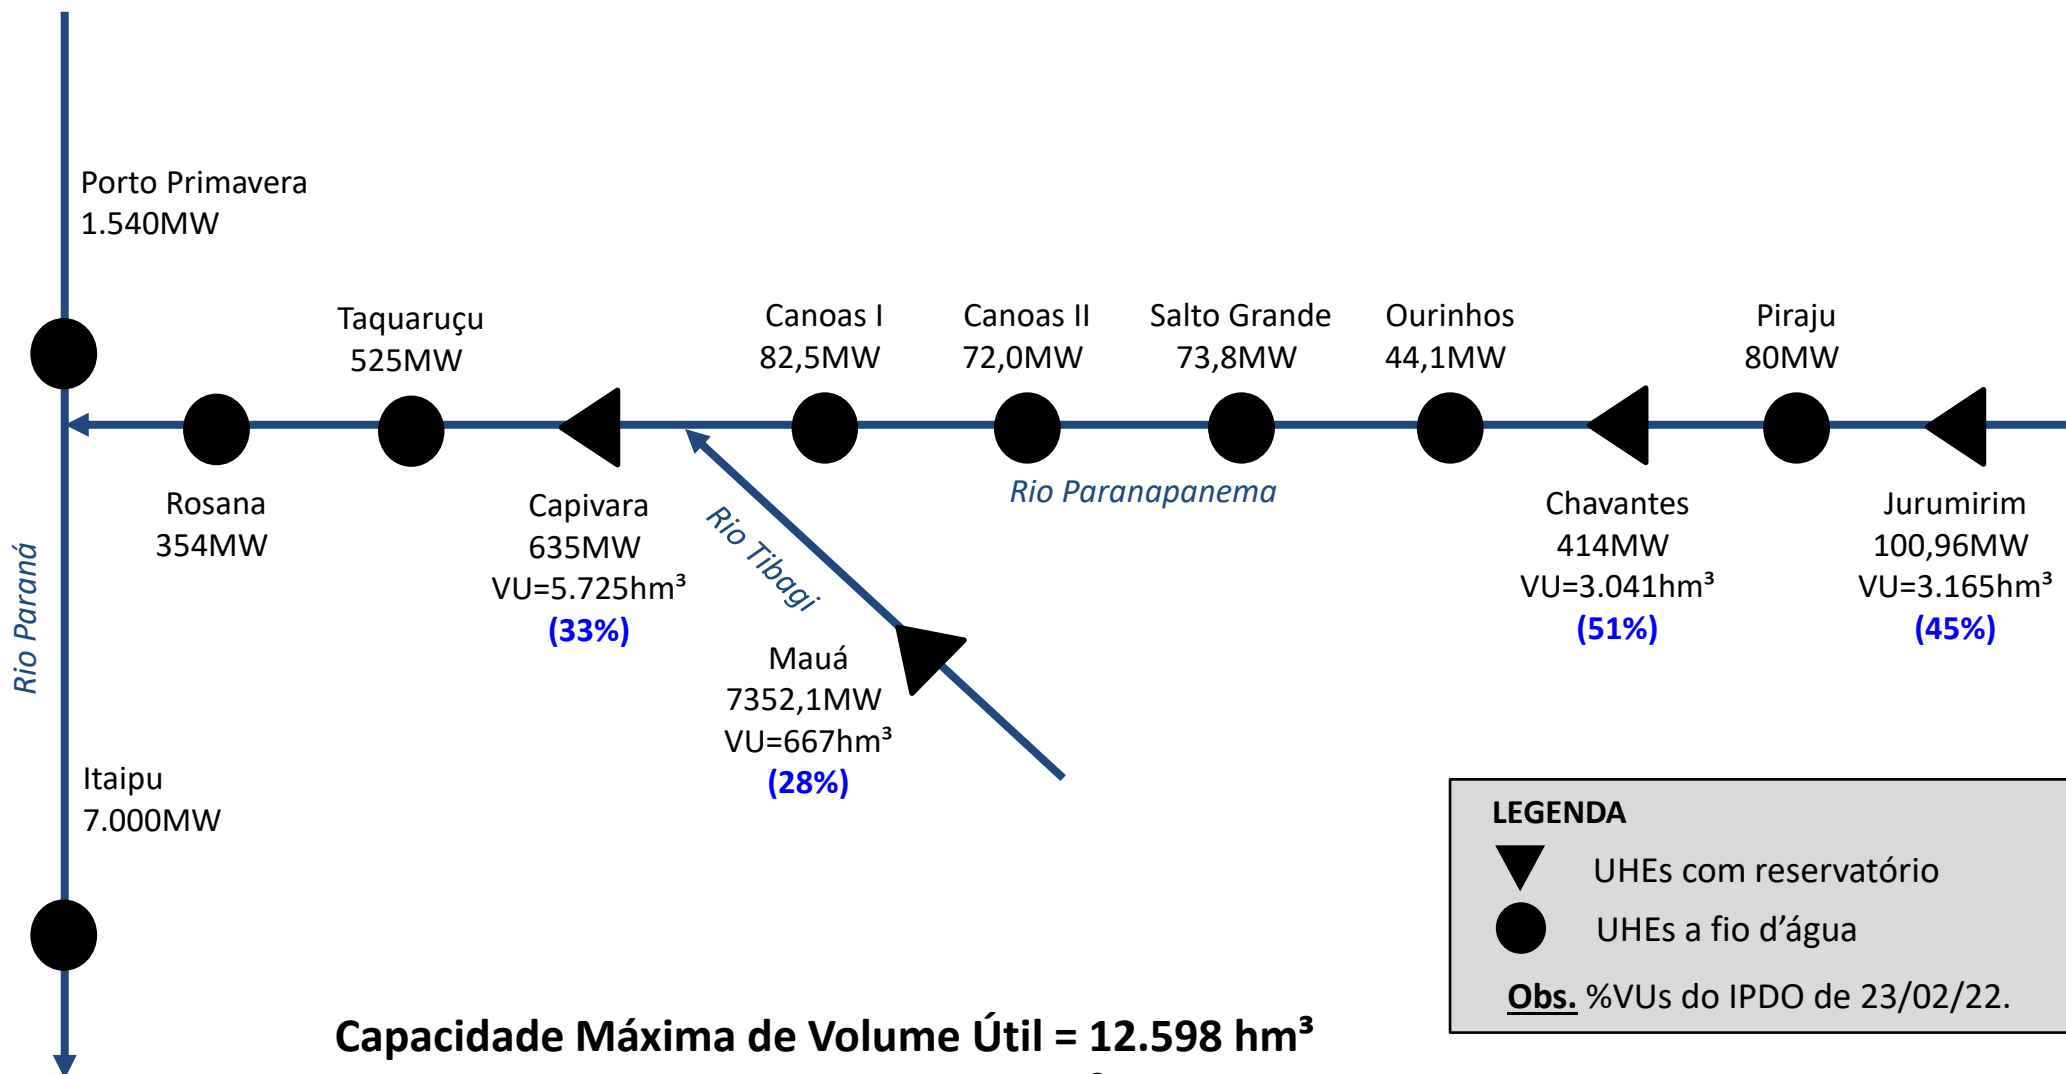 Porto Primavera
1.540MW
Taquaruçu
525MW
Canoas I
82,5MW
Canoas II
72,0MW
Salto Grande
73,8MW
Ourinhos
44,1MW
Piraju
80MW
Rosana
354MW
Capivara
635MW
VU=5.725hm³
(33%)
Rio Tibagi
Rio Paranapanema
Chavantes
414MW
VU=3.041hm³
(51%)
Jurumirim
100,96MW
VU=3.165hm³
(45%)
Rio Paraná
Mauá
7352,1MW
VU=667hm³
(28%)
Itaipu
7.000MW
LEGENDA
UHEs com reservatório
UHEs a fio d'água
Obs. %VUs do IPDO de 23/02/22.
Capacidade Máxima de Volume Útil = 12.598 hm³